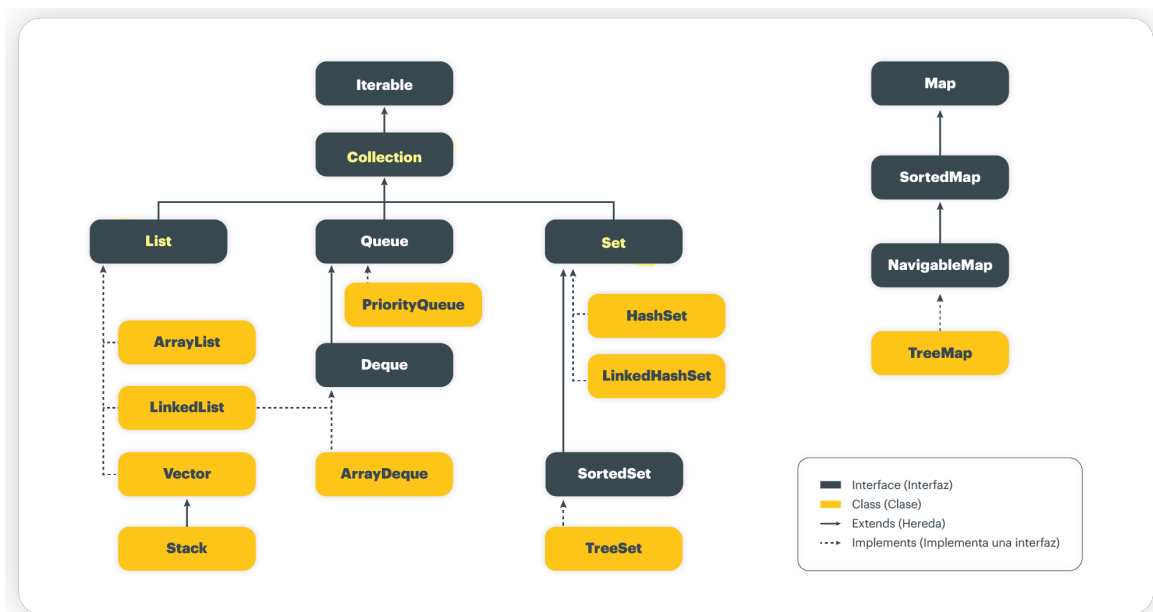 Iterable
Map
Collection
SortedMap
List
Queue
Set
NavigableMap
PriorityQueue
HashSet
ArrayList
Deque
TreeMap
LinkedHashSet
LinkedList
Vector
ArrayDeque
SortedSet
Stack
TreeSet
Interface (Interfaz)
Class (Clase)
Extends (Hereda)
Implements (Implementa una interfaz)